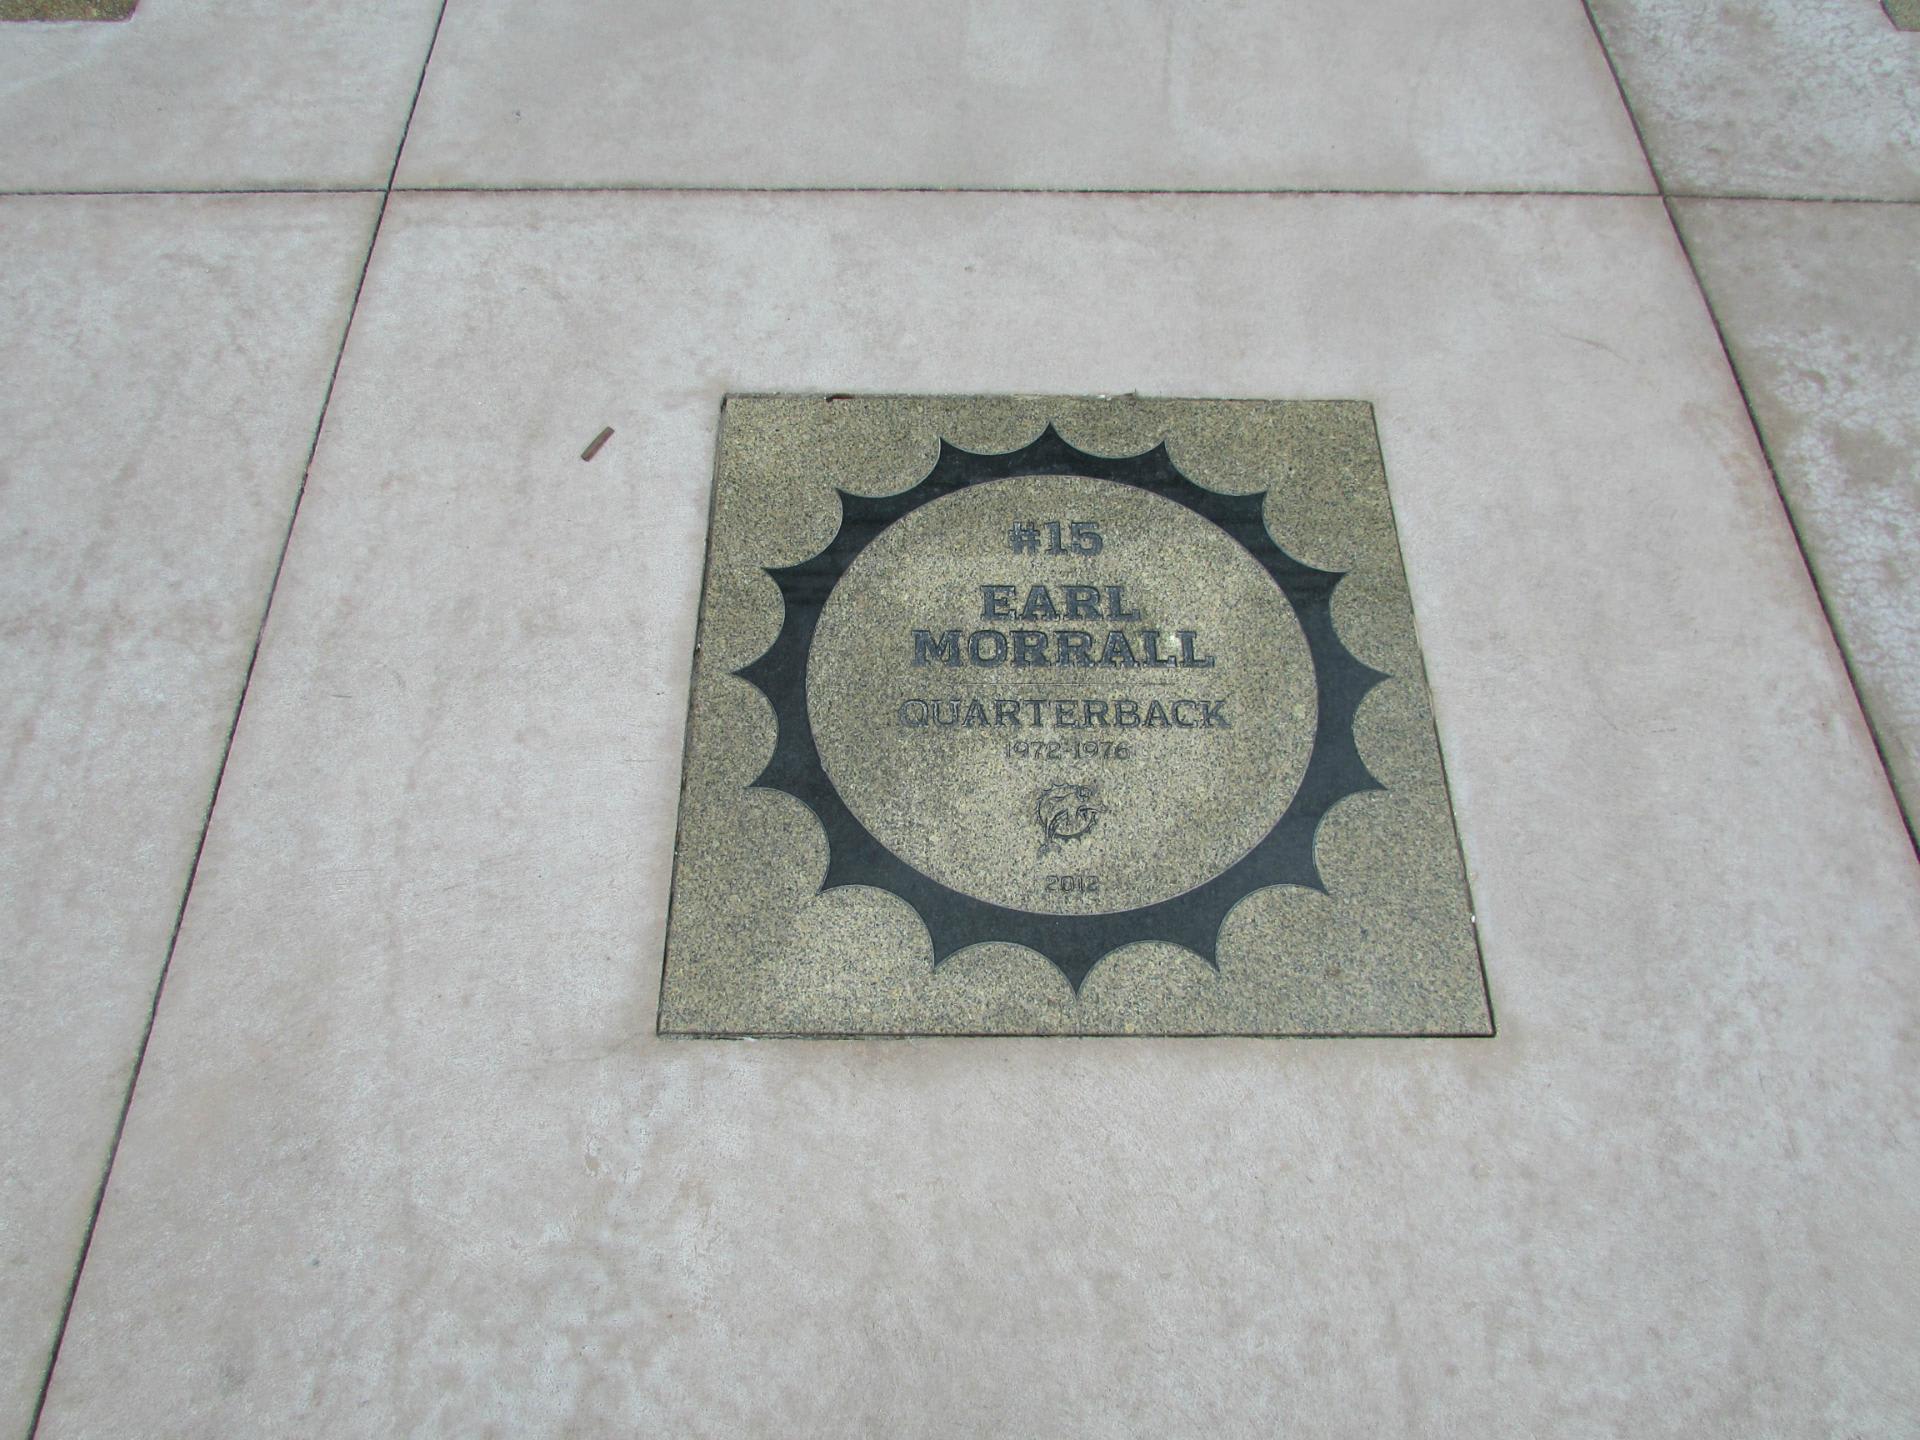 #15
EARL
MORRALL
QUARTERBACK
1972-1976
2012